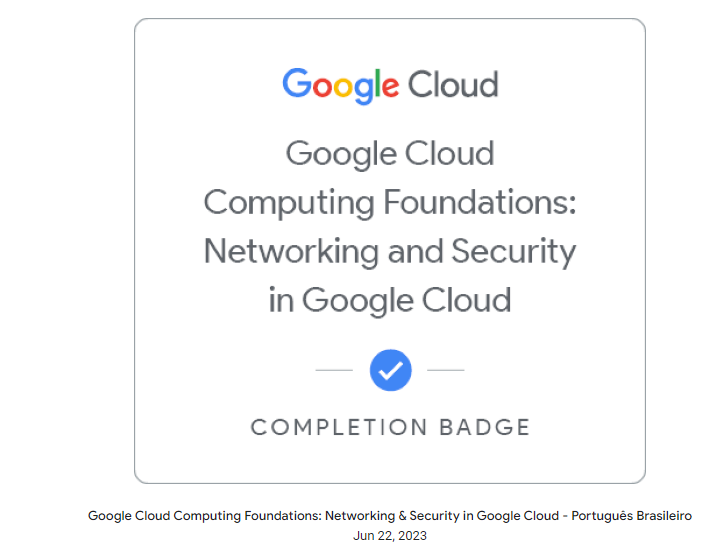 Google Cloud
Google Cloud
Computing Foundations:
Networking and Security
in Google Cloud
COMPLETION BADGE
Google Cloud Computing Foundations: Networking & Security in Google Cloud - Português Brasileiro
Jun 22, 2023